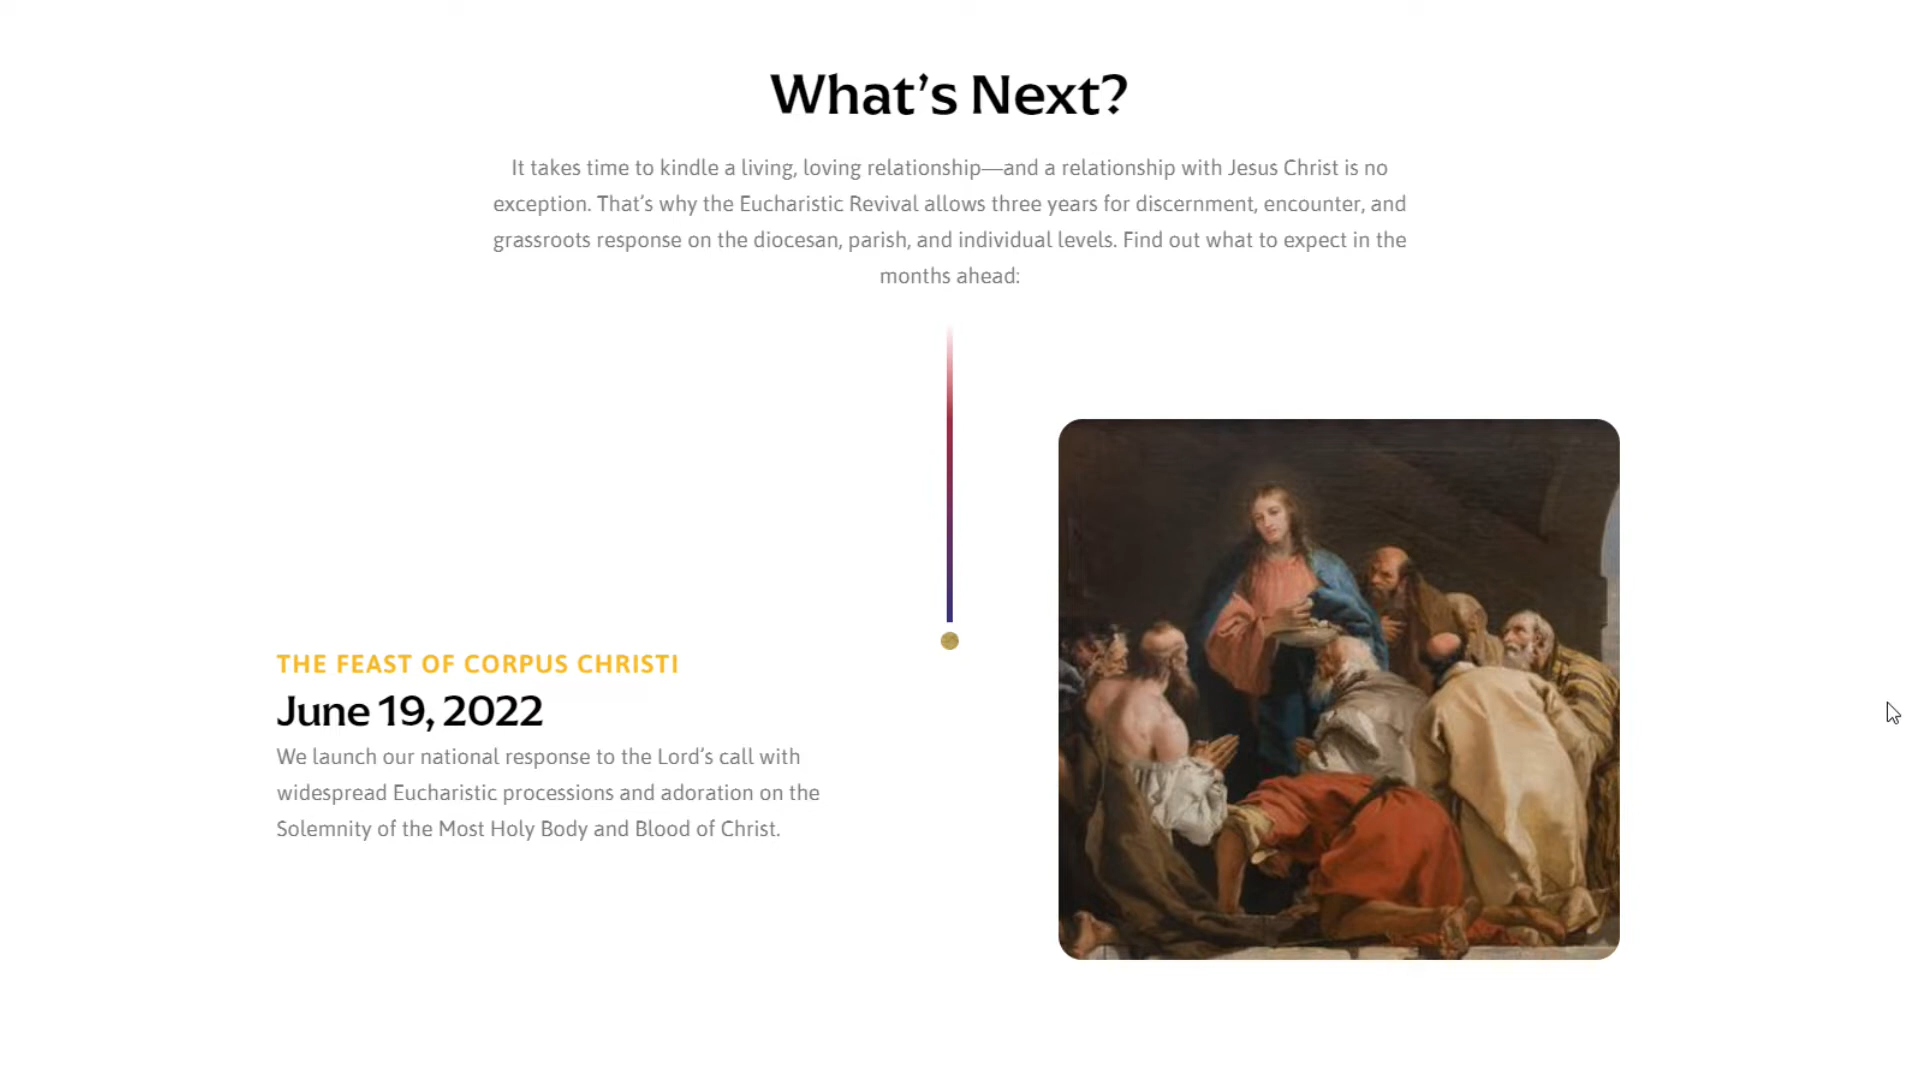 What’s Next?
It takes time to kindle a living, loving relationship—and a relationship with Jesus Christ is no
exception. That’s why the Eucharistic Revival allows three years for discernment, encounter, and
grassroots response on the diocesan, parish, and individual levels. Find out what to expect in the
months ahead:
THE FEAST OF CORPUS CHRISTI
June 19, 2022
We launch our national response to the Lord’s call with
widespread Eucharistic processions and adoration on the
Solemnity of the Most Holy Body and Blood of Christ.